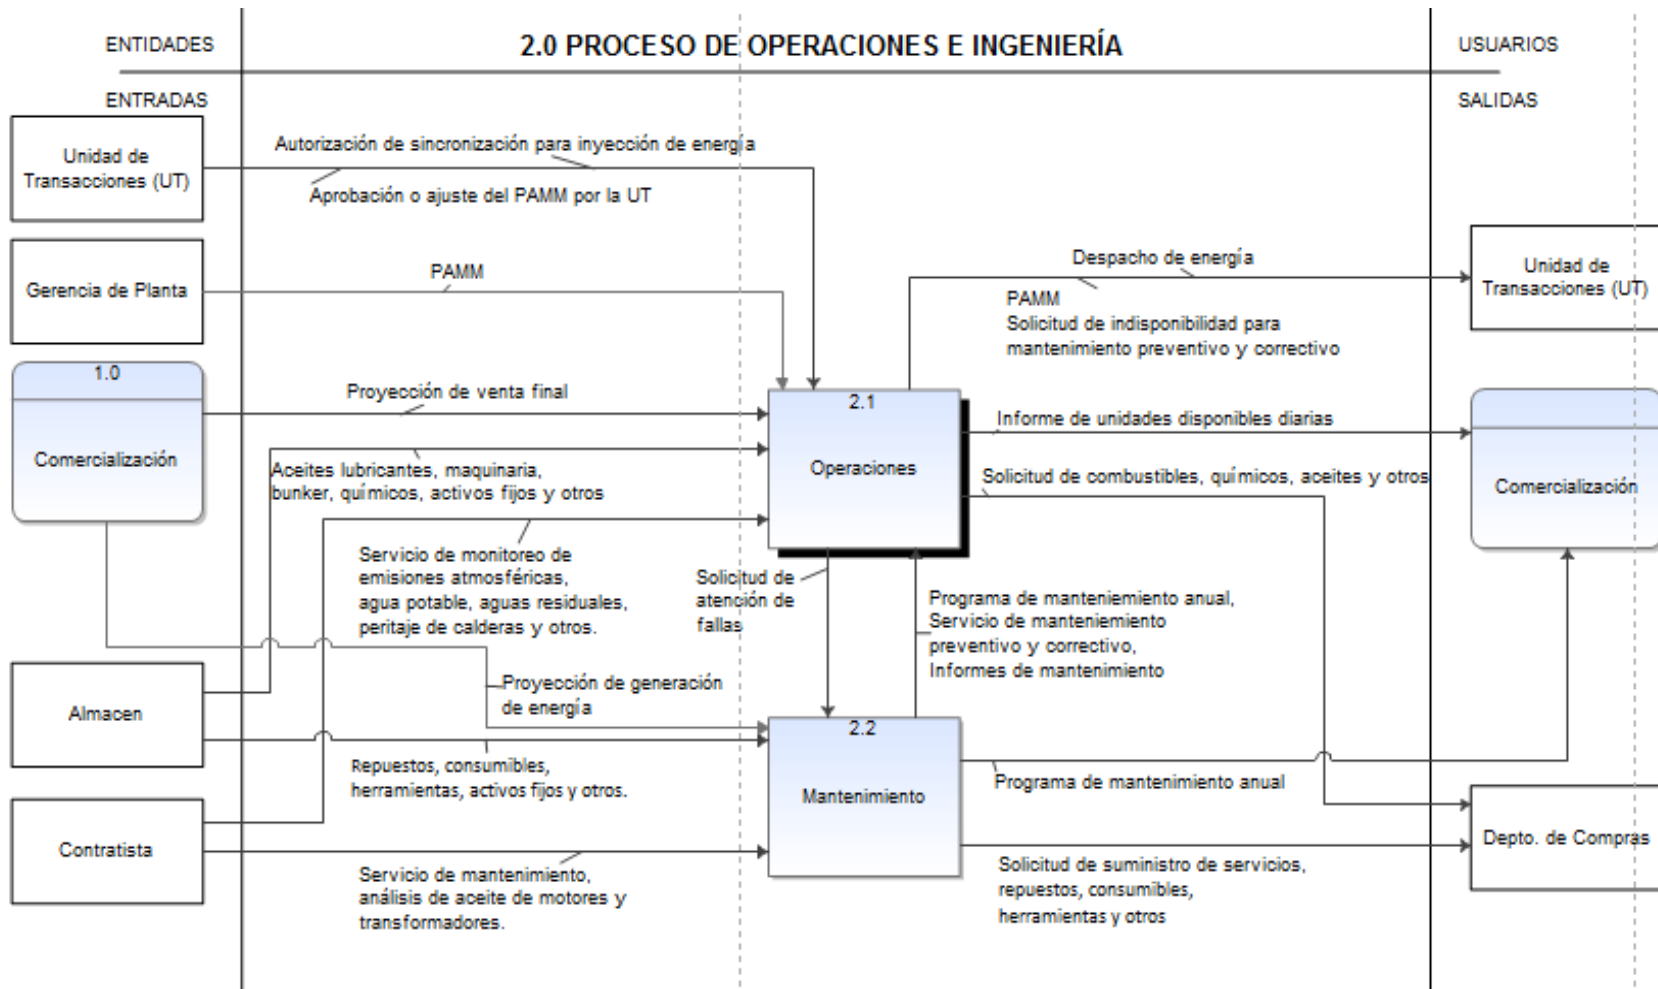 ENTIDADES
2.0 PROCESO DE OPERACIONES E INGENIERÍA
USUARIOS
ENTRADAS
SALIDAS
Unidad de
Transacciones (UT)
Autorización de sincronización para inyección de energía
Aprobación o ajuste del PAMM por la UT
Gerencia de Planta
PAMM
Despacho de energía
PAMM
Solicitud de indisponibilidad para
mantenimiento preventivo y correctivo
Unidad de
Transacciones (UT)
1.0
Comercialización
Proyección de venta final
2.1
Operaciones
Informe de unidades disponibles diarias
Solicitud de combustibles, químicos, aceites y otros
Comercialización
Aceites lubricantes, maquinaria,
bunker, químicos, activos fijos y otros
Servicio de monitoreo de
emisiones atmosféricas,
agua potable, aguas residuales,
peritaje de calderas y otros.
Solicitud de
atención de
fallas
Programa de manteniemiento anual,
Servicio de manteniemiento
preventivo y correctivo,
Informes de mantenimiento
Almacen
Proyección de generación
de energía
Repuestos, consumibles,
herramientas, activos fijos y otros.
2.2
Mantenimiento
Programa de mantenimiento anual
Contratista
Servicio de mantenimiento,
análisis de aceite de motores y
transformadores.
Solicitud de suministro de servicios,
repuestos, consumibles,
herramientas y otros
Depto. de Compras